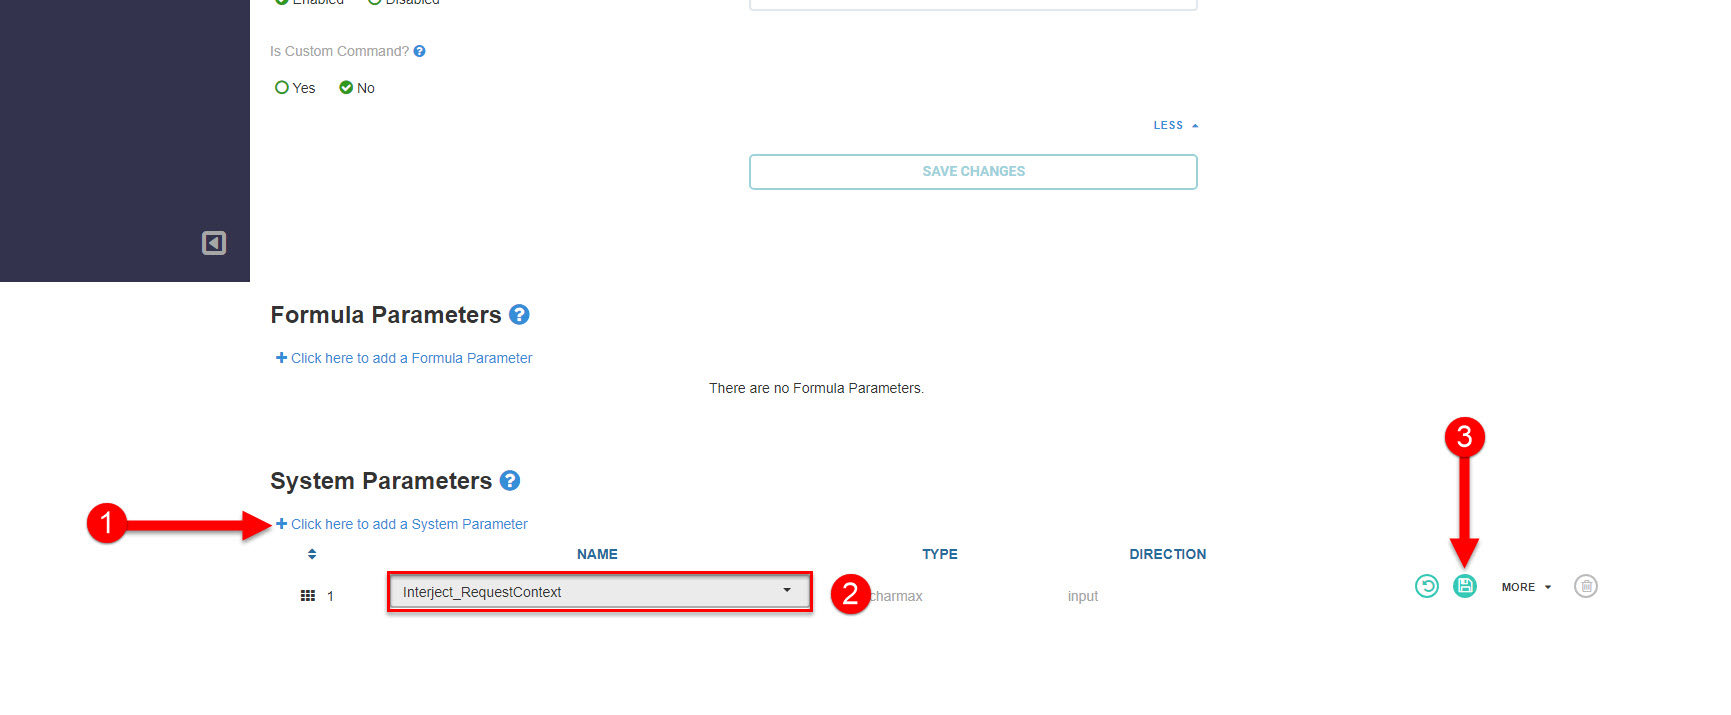 Enabled Disabled
Is Custom Command?
Yes No
LESS
SAVE CHANGES
Formula Parameters
Click here to add a Formula Parameter
There are no Formula Parameters.
3
System Parameters
1 Click here to add a System Parameter
NAME TYPE DIRECTION
1 Interject_RequestContext 2 charmax input MORE